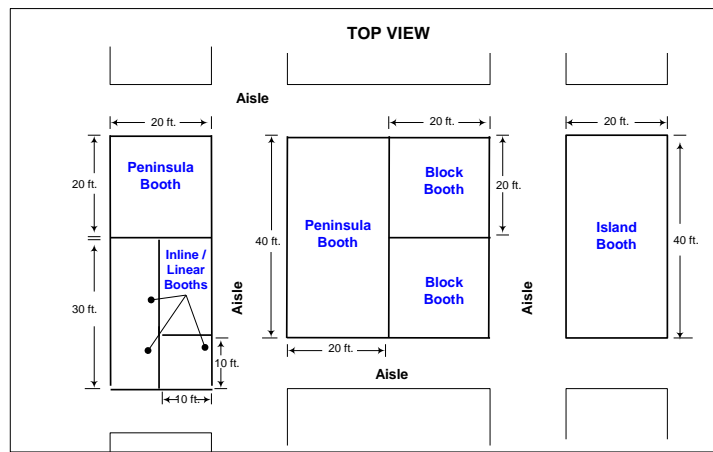 TOP VIEW
Aisle
20 ft.
20 ft.
20 ft.
Peninsula
Booth
20 ft.
Block
Booth
20 ft.
Peninsula
Booth
40 ft.
Island
Booth
40 ft.
Inline /
Linear
Booths
Block
Booth
Aisle
Aisle
30 ft.
10 ft.
20 ft.
Aisle
10 ft.